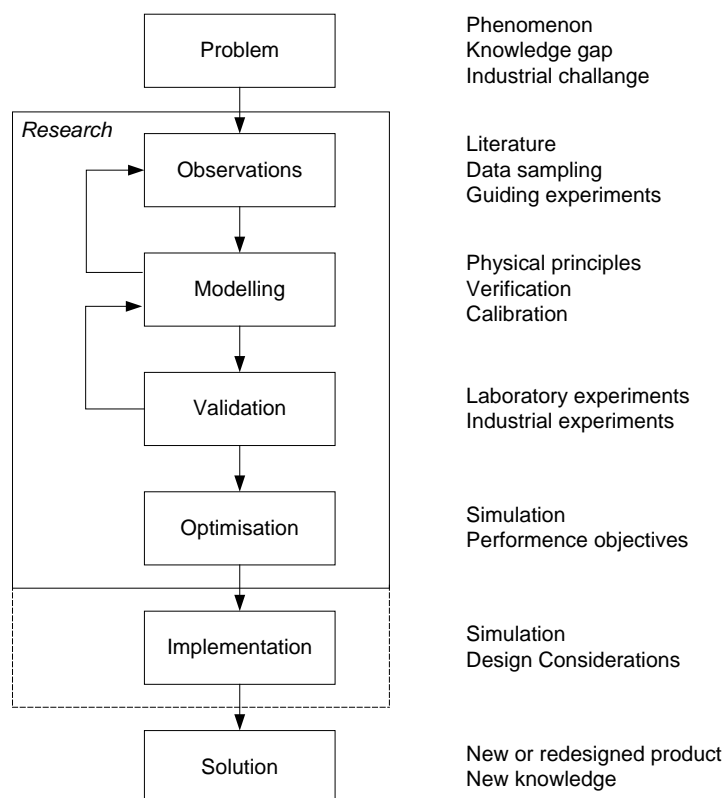 Problem
Phenomenon
Knowledge gap
Industrial challange
Research
Observations
Literature
Data sampling
Guiding experiments
Modelling
Physical principles
Verification
Calibration
Validation
Laboratory experiments
Industrial experiments
Optimisation
Simulation
Performence objectives
Implementation
Simulation
Design Considerations
Solution
New or redesigned product
New knowledge